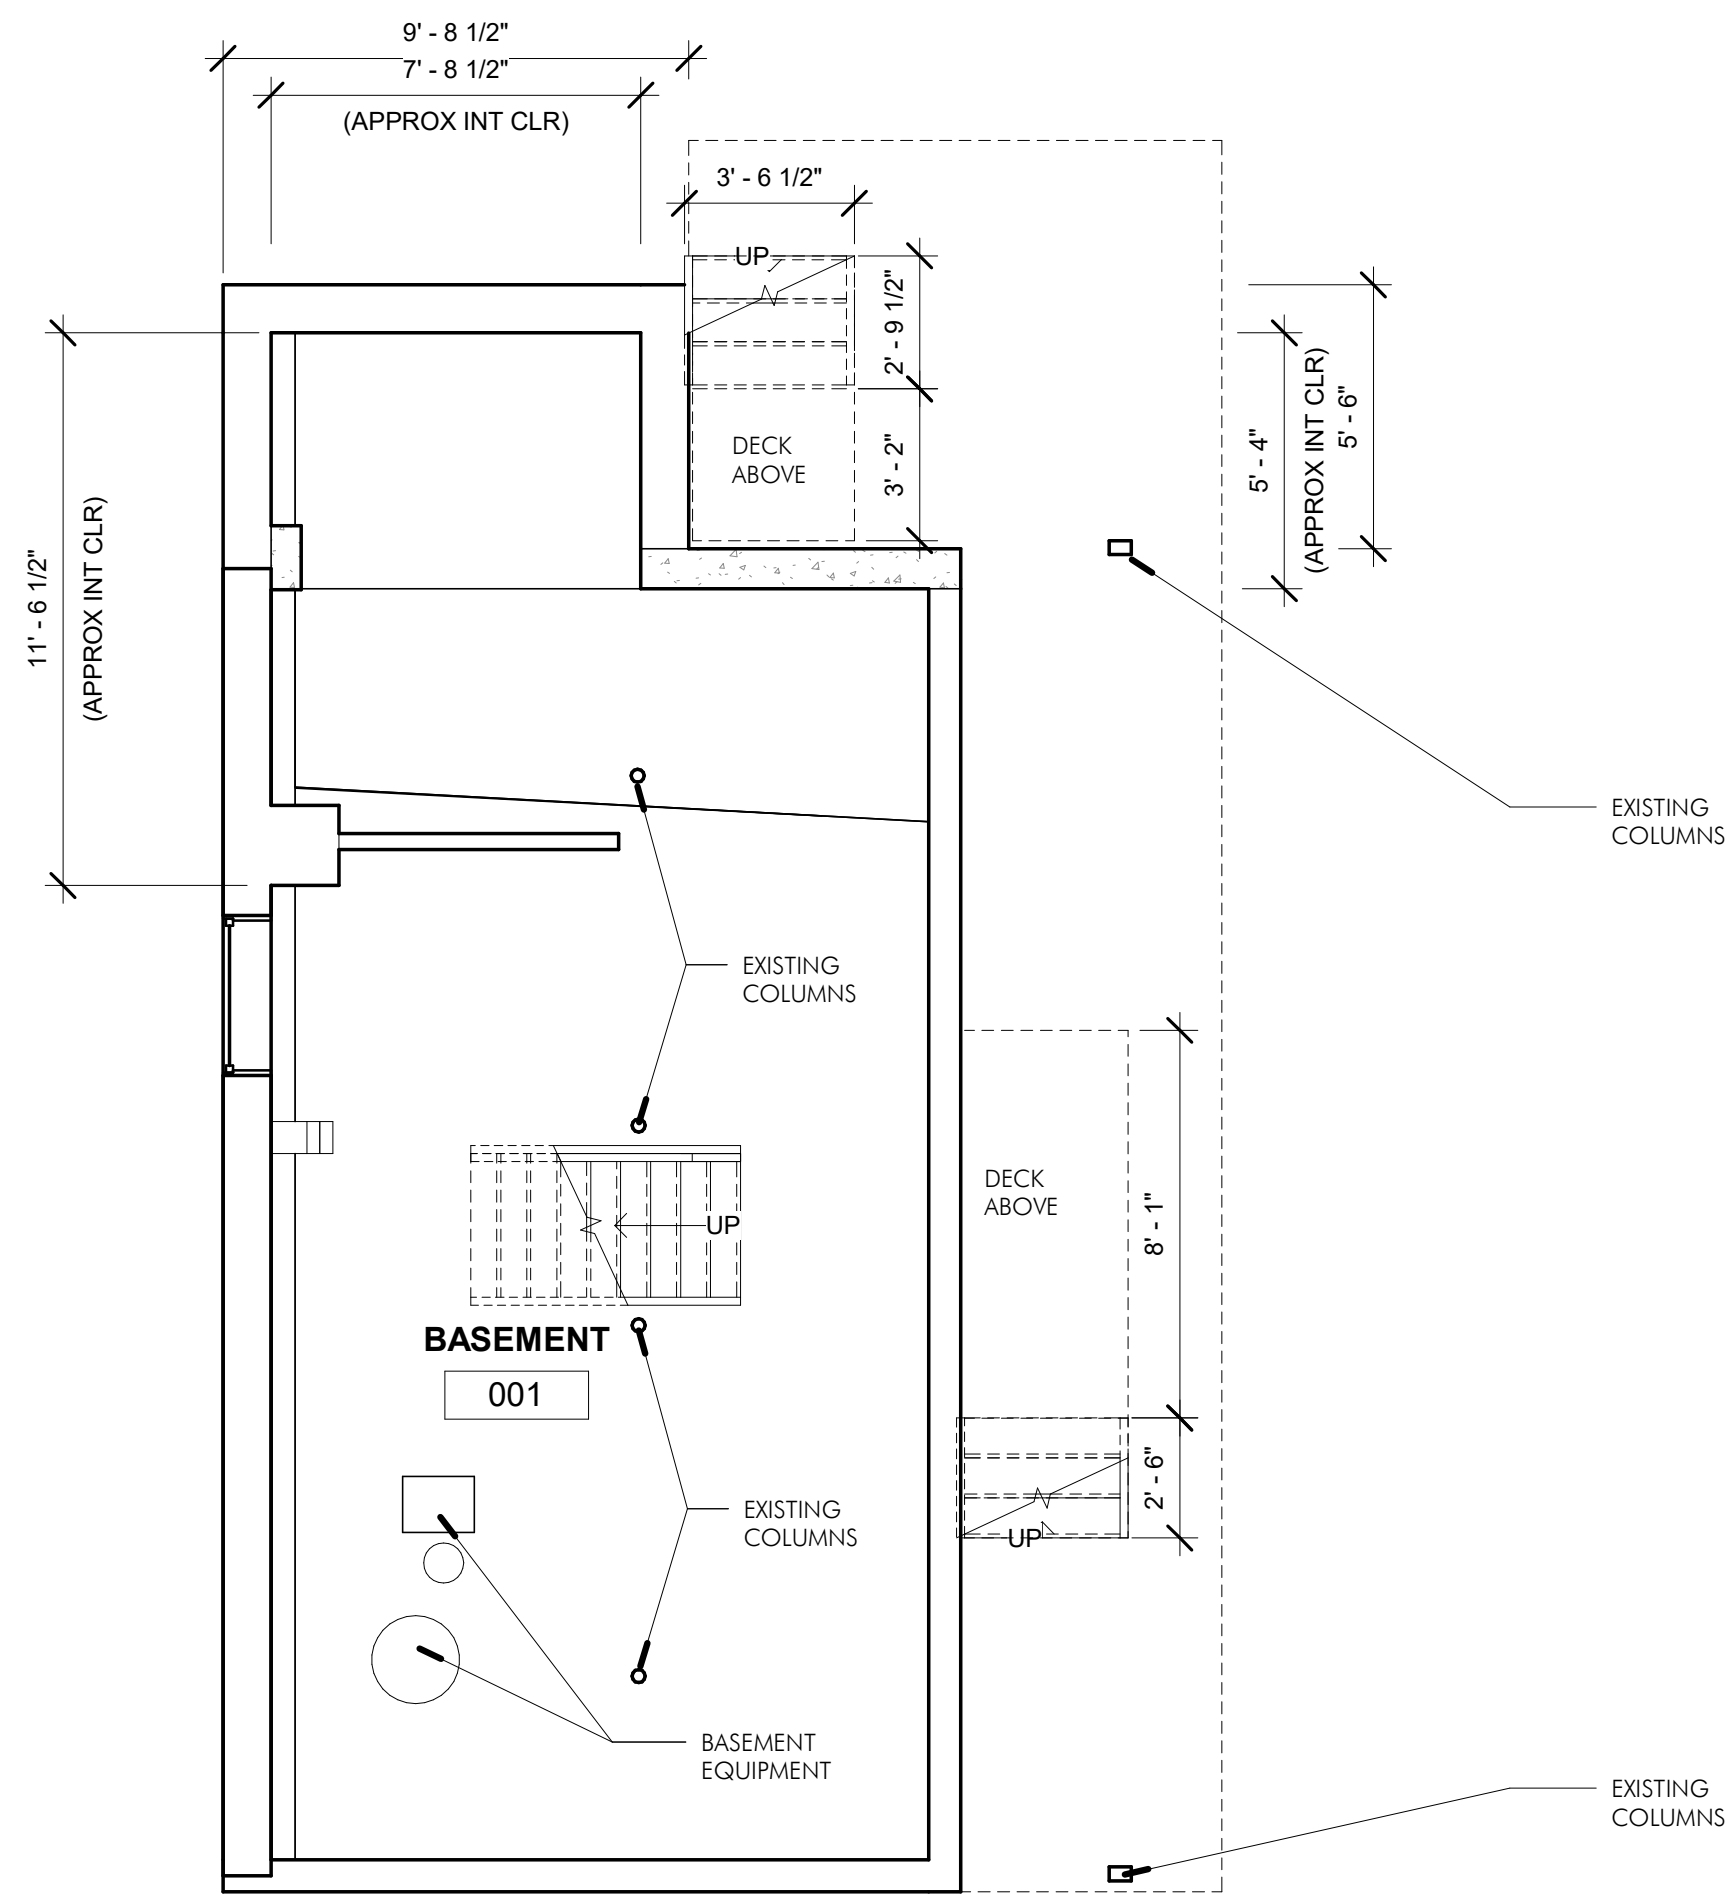 9' - 8 1/2"
7' - 8 1/2"
(APPROX INT CLR)
3' - 6 1/2"
UP
2' - 9 1/2"
DECK
ABOVE
3' - 2"
5' - 4"
(APPROX INT CLR)
5' - 6"
11' - 6 1/2"
(APPROX INT CLR)
EXISTING
COLUMNS
EXISTING
COLUMNS
DECK
ABOVE
8' - 1"
UP
BASEMENT
001
2' - 6"
UP
EXISTING
COLUMNS
BASEMENT
EQUIPMENT
EXISTING
COLUMNS